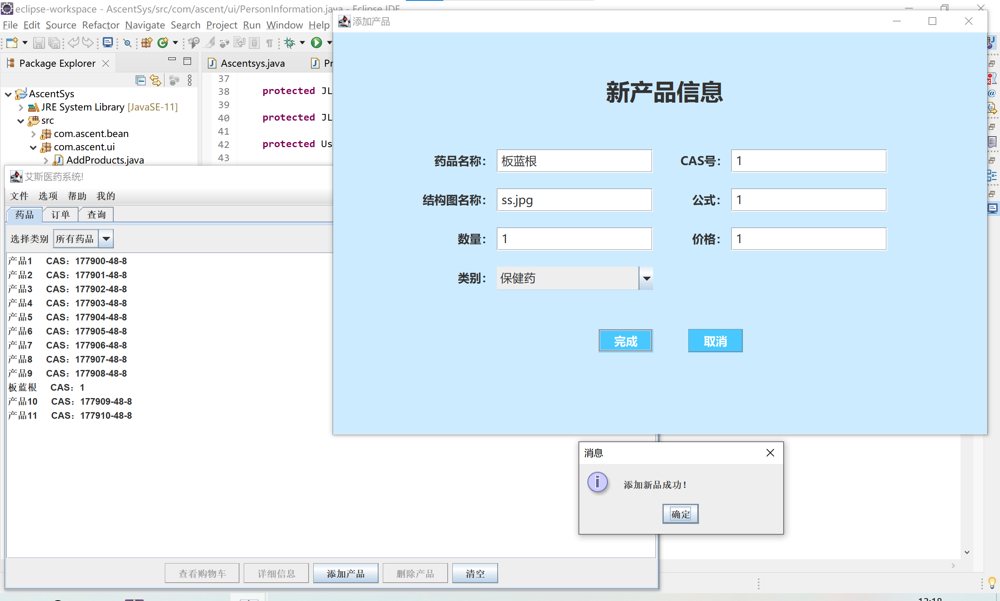 eclipse-workspace - AscentSys/src/com/ascent/ui/PersonInformation.java - Eclipse IDE
File Edit Source Refactor Navigate Search Project Run Window Help
Package Explorer
Ascentsys.java
AscentSys
JRE System Library [JavaSE-11]
src
com.ascent.bean
com.ascent.ui
AddProducts.java
37
38 protected JL
39
40 protected JL
41
42 protected Us
43
艾斯医药系统!
文件 选项 帮助 我的
药品 订单 查询
选择类别 所有药品
产品1 CAS：177900-48-8
产品2 CAS：177901-48-8
产品3 CAS：177902-48-8
产品4 CAS：177903-48-8
产品5 CAS：177904-48-8
产品6 CAS：177905-48-8
产品7 CAS：177906-48-8
产品8 CAS：177907-48-8
产品9 CAS：177908-48-8
板蓝根 CAS：1
产品10 CAS：177909-48-8
产品11 CAS：177910-48-8
查看购物车 详细信息 添加产品 删除产品 清空
添加产品
新产品信息
药品名称： 板蓝根 CAS号： 1
结构图名称： ss.jpg 公式： 1
数量： 1 价格： 1
类别： 保健药
完成 取消
消息
添加新品成功！
确定